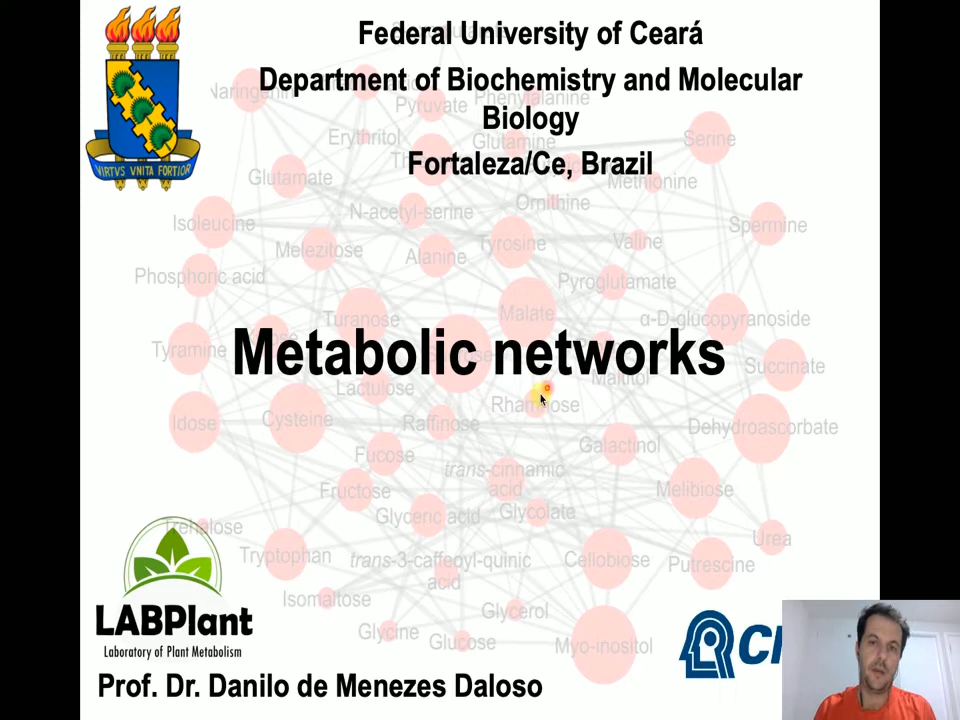 Federal University of Ceará
Department of Biochemistry and Molecular
Biology
Fortaleza/Ce, Brazil
VIRTVS VNITA FORTIOR
Pyruvate
Phenylalanine
Erythritol
Glutamine
Serine
Glutamate
Methionine
Ornithine
N-acetyl-serine
Isoleucine
Spermine
Tyrosine
Valine
Melezitose
Alanine
Phosphoric acid
Pyroglutamate
Malate
Turanose
α-D-glucopyranoside
Metabolic networks
Tyramine
Succinate
Maltitol
Lactulose
Rhamnose
Idose
Cysteine
Raffinose
Dehydroascorbate
Galactinol
Fucose
trans-cinnamic
acid
Fructose
Melibiose
Glyceric acid
Glycolate
Trehalose
Urea
Tryptophan
trans-3-caffeoyl-quinic
acid
Cellobiose
Putrescine
Isomaltose
Glycerol
LABPlant
Laboratory of Plant Metabolism
Glycine
Glucose
Myo-inositol
Prof. Dr. Danilo de Menezes Daloso